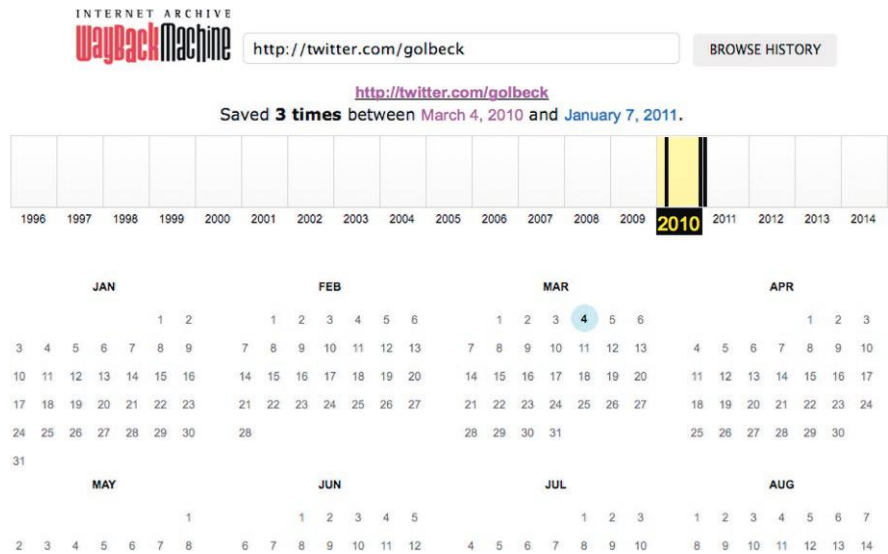 INTERNET ARCHIVE
WayBackMachine
http://twitter.com/golbeck
BROWSE HISTORY
http://twitter.com/golbeck
Saved 3 times between March 4, 2010 and January 7, 2011.
1996 1997 1998 1999 2000 2001 2002 2003 2004 2005 2006 2007 2008 2009 2010 2011 2012 2013 2014
JAN FEB MAR APR
1 2 1 2 3 4 5 6 1 2 3 4 5 6 1 2 3
3 4 5 6 7 8 9 7 8 9 10 11 12 13 7 8 9 10 11 12 13 4 5 6 7 8 9 10
10 11 12 13 14 15 16 14 15 16 17 18 19 20 14 15 16 17 18 19 20 11 12 13 14 15 16 17
17 18 19 20 21 22 23 21 22 23 24 25 26 27 21 22 23 24 25 26 27 18 19 20 21 22 23 24
24 25 26 27 28 29 30 28 28 29 30 31 25 26 27 28 29 30
31
MAY JUN JUL AUG
1 1 2 3 4 5 1 2 3 1 2 3 4 5 6 7
2 3 4 5 6 7 8 6 7 8 9 10 11 12 4 5 6 7 8 9 10 8 9 10 11 12 13 14